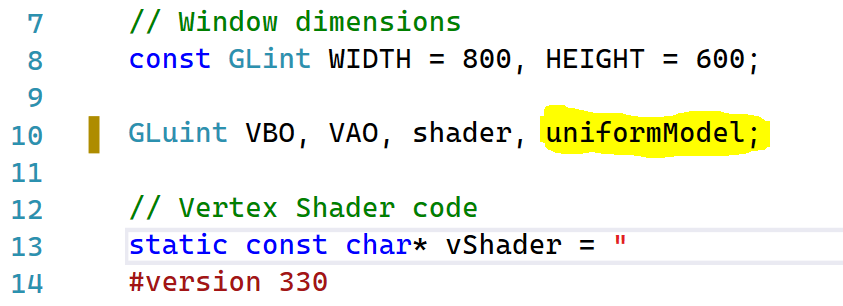 7 // Window dimensions
8 const GLint WIDTH = 800, HEIGHT = 600;
9
10 GLuint VBO, VAO, shader, uniformModel;
11
12 // Vertex Shader code
13 static const char* vShader = "
14 #version 330